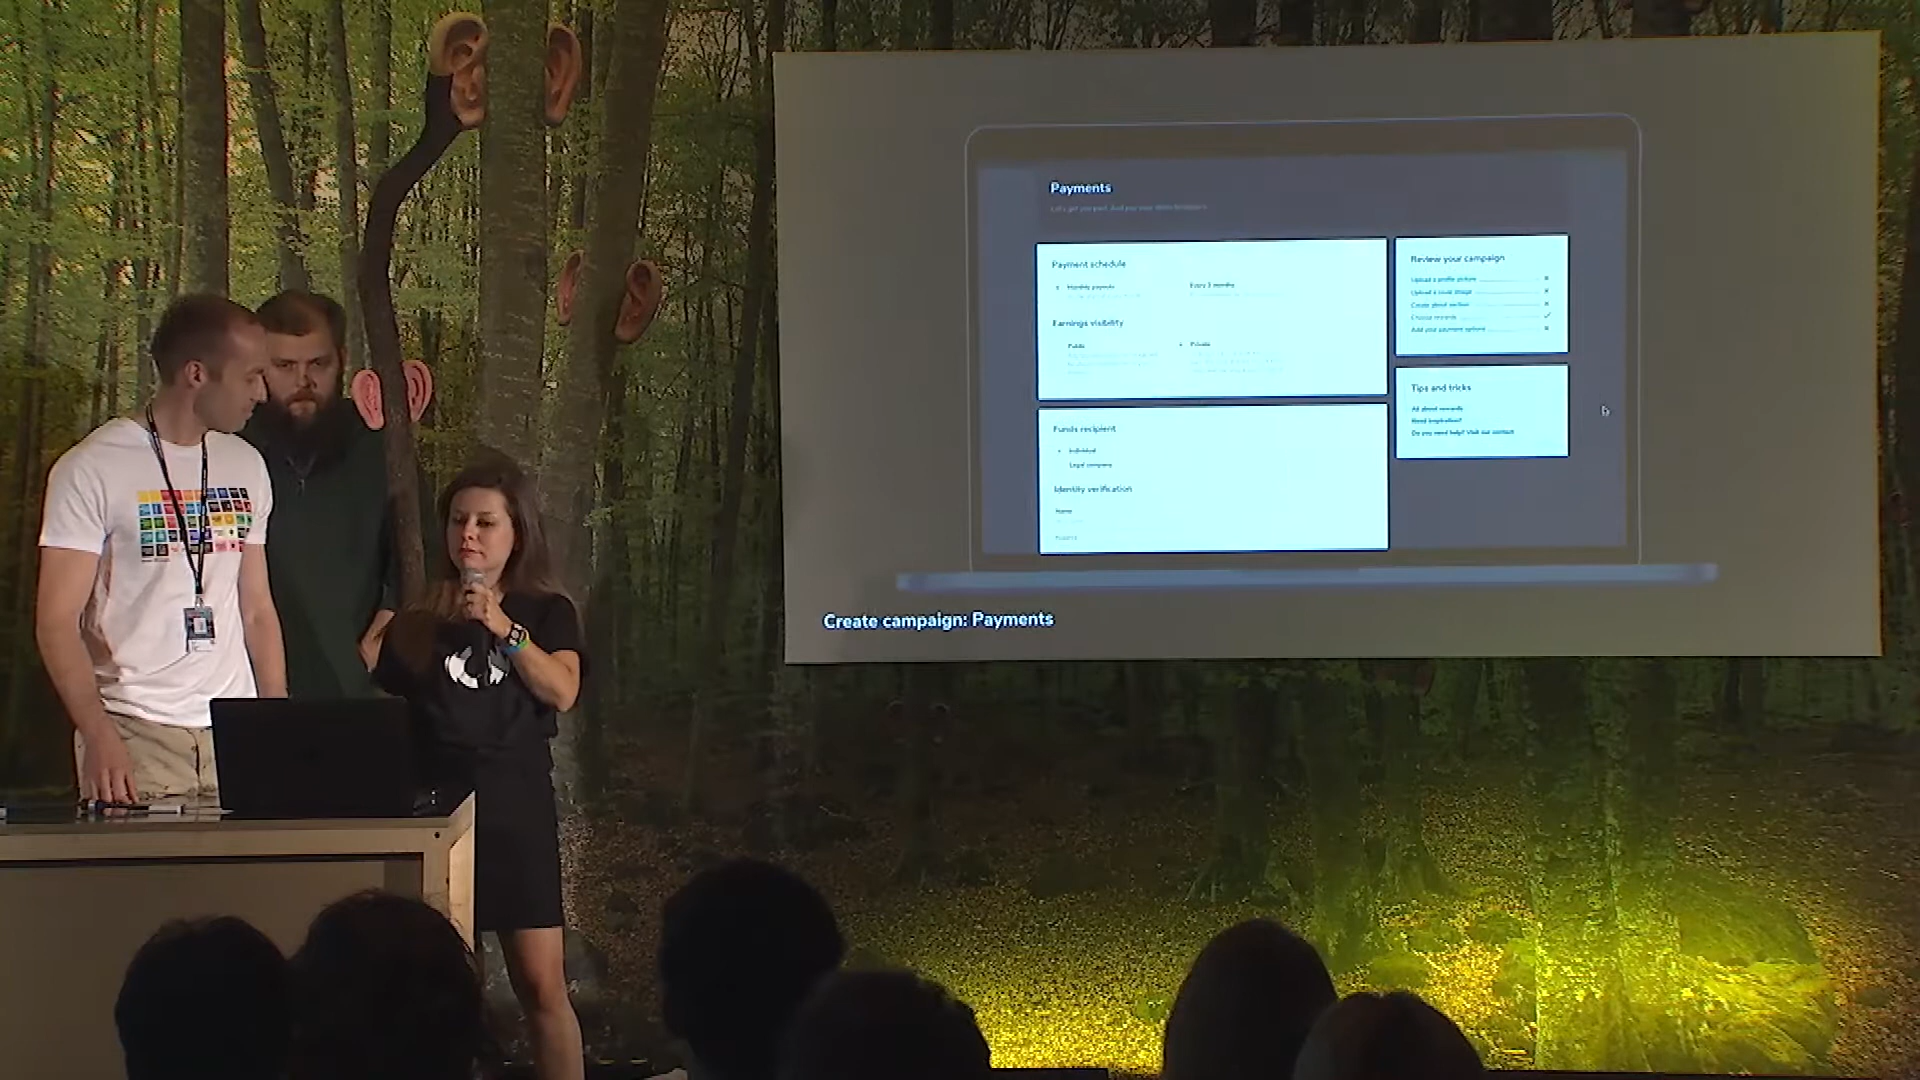 Payments
Payment schedule
Monthly payouts
Every 3 months
Earnings visibility
Public
Private
Funds recipient
Individual
Legal company
Identity verification
Name
Review your campaign
Upload a profile picture
Upload a cover image
Create about section
Choose rewards
Add your payment options
Tips and tricks
All about rewards
Need inspiration?
Do you need help? Visit our contact
Create campaign: Payments